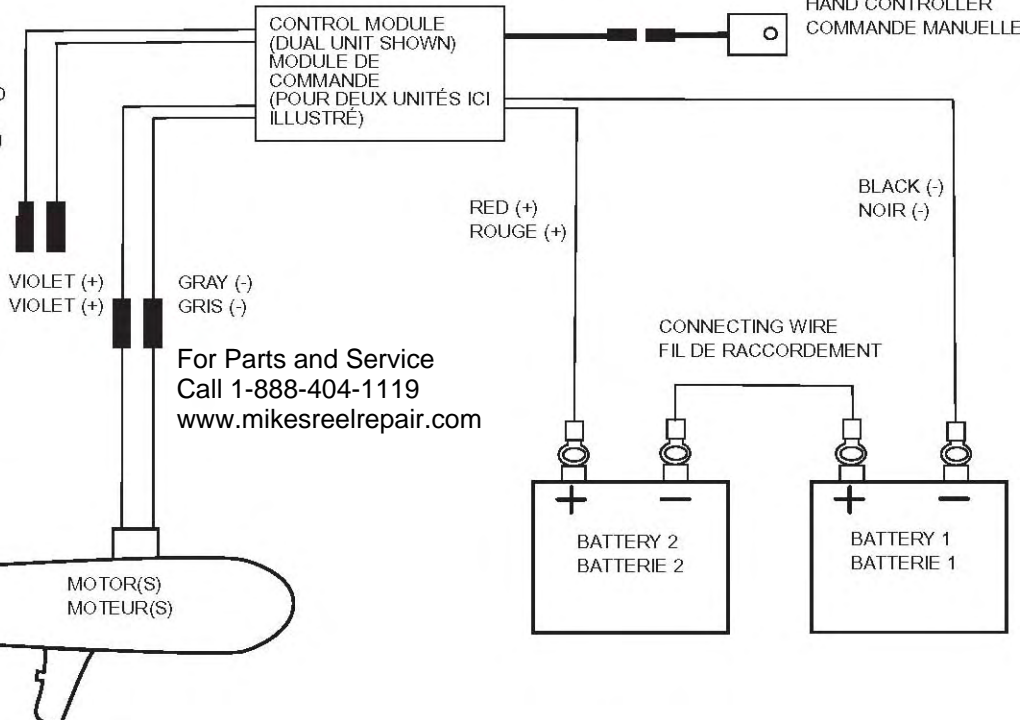 HAND CONTROLLER
COMMANDE MANUELLE
CONTROL MODULE
(DUAL UNIT SHOWN)
MODULE DE
COMMANDE
(POUR DEUX UNITÉS ICI
ILLUSTRÉ)
RED (+)
ROUGE (+)
BLACK (-)
NOIR (-)
VIOLET (+)
VIOLET (+)
GRAY (-)
GRIS (-)
CONNECTING WIRE
FIL DE RACCORDEMENT
For Parts and Service
Call 1-888-404-1119
www.mikesreelrepair.com
+
−
+
−
BATTERY 2
BATTERIE 2
BATTERY 1
BATTERIE 1
MOTOR(S)
MOTEUR(S)